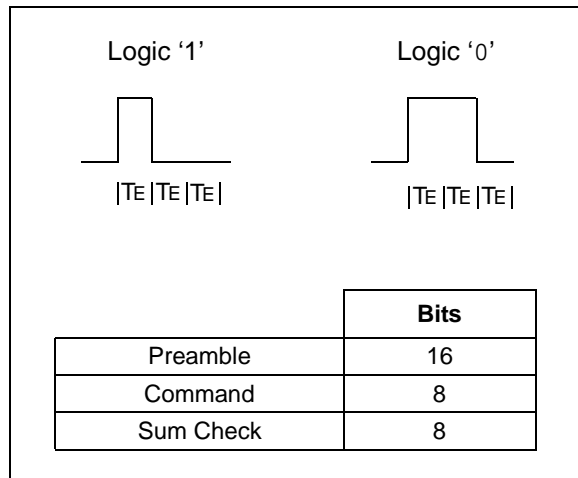 Logic ‘1’ Logic ‘0’
|TE|TE|TE| |TE|TE|TE|
Bits
Preamble 16
Command 8
Sum Check 8